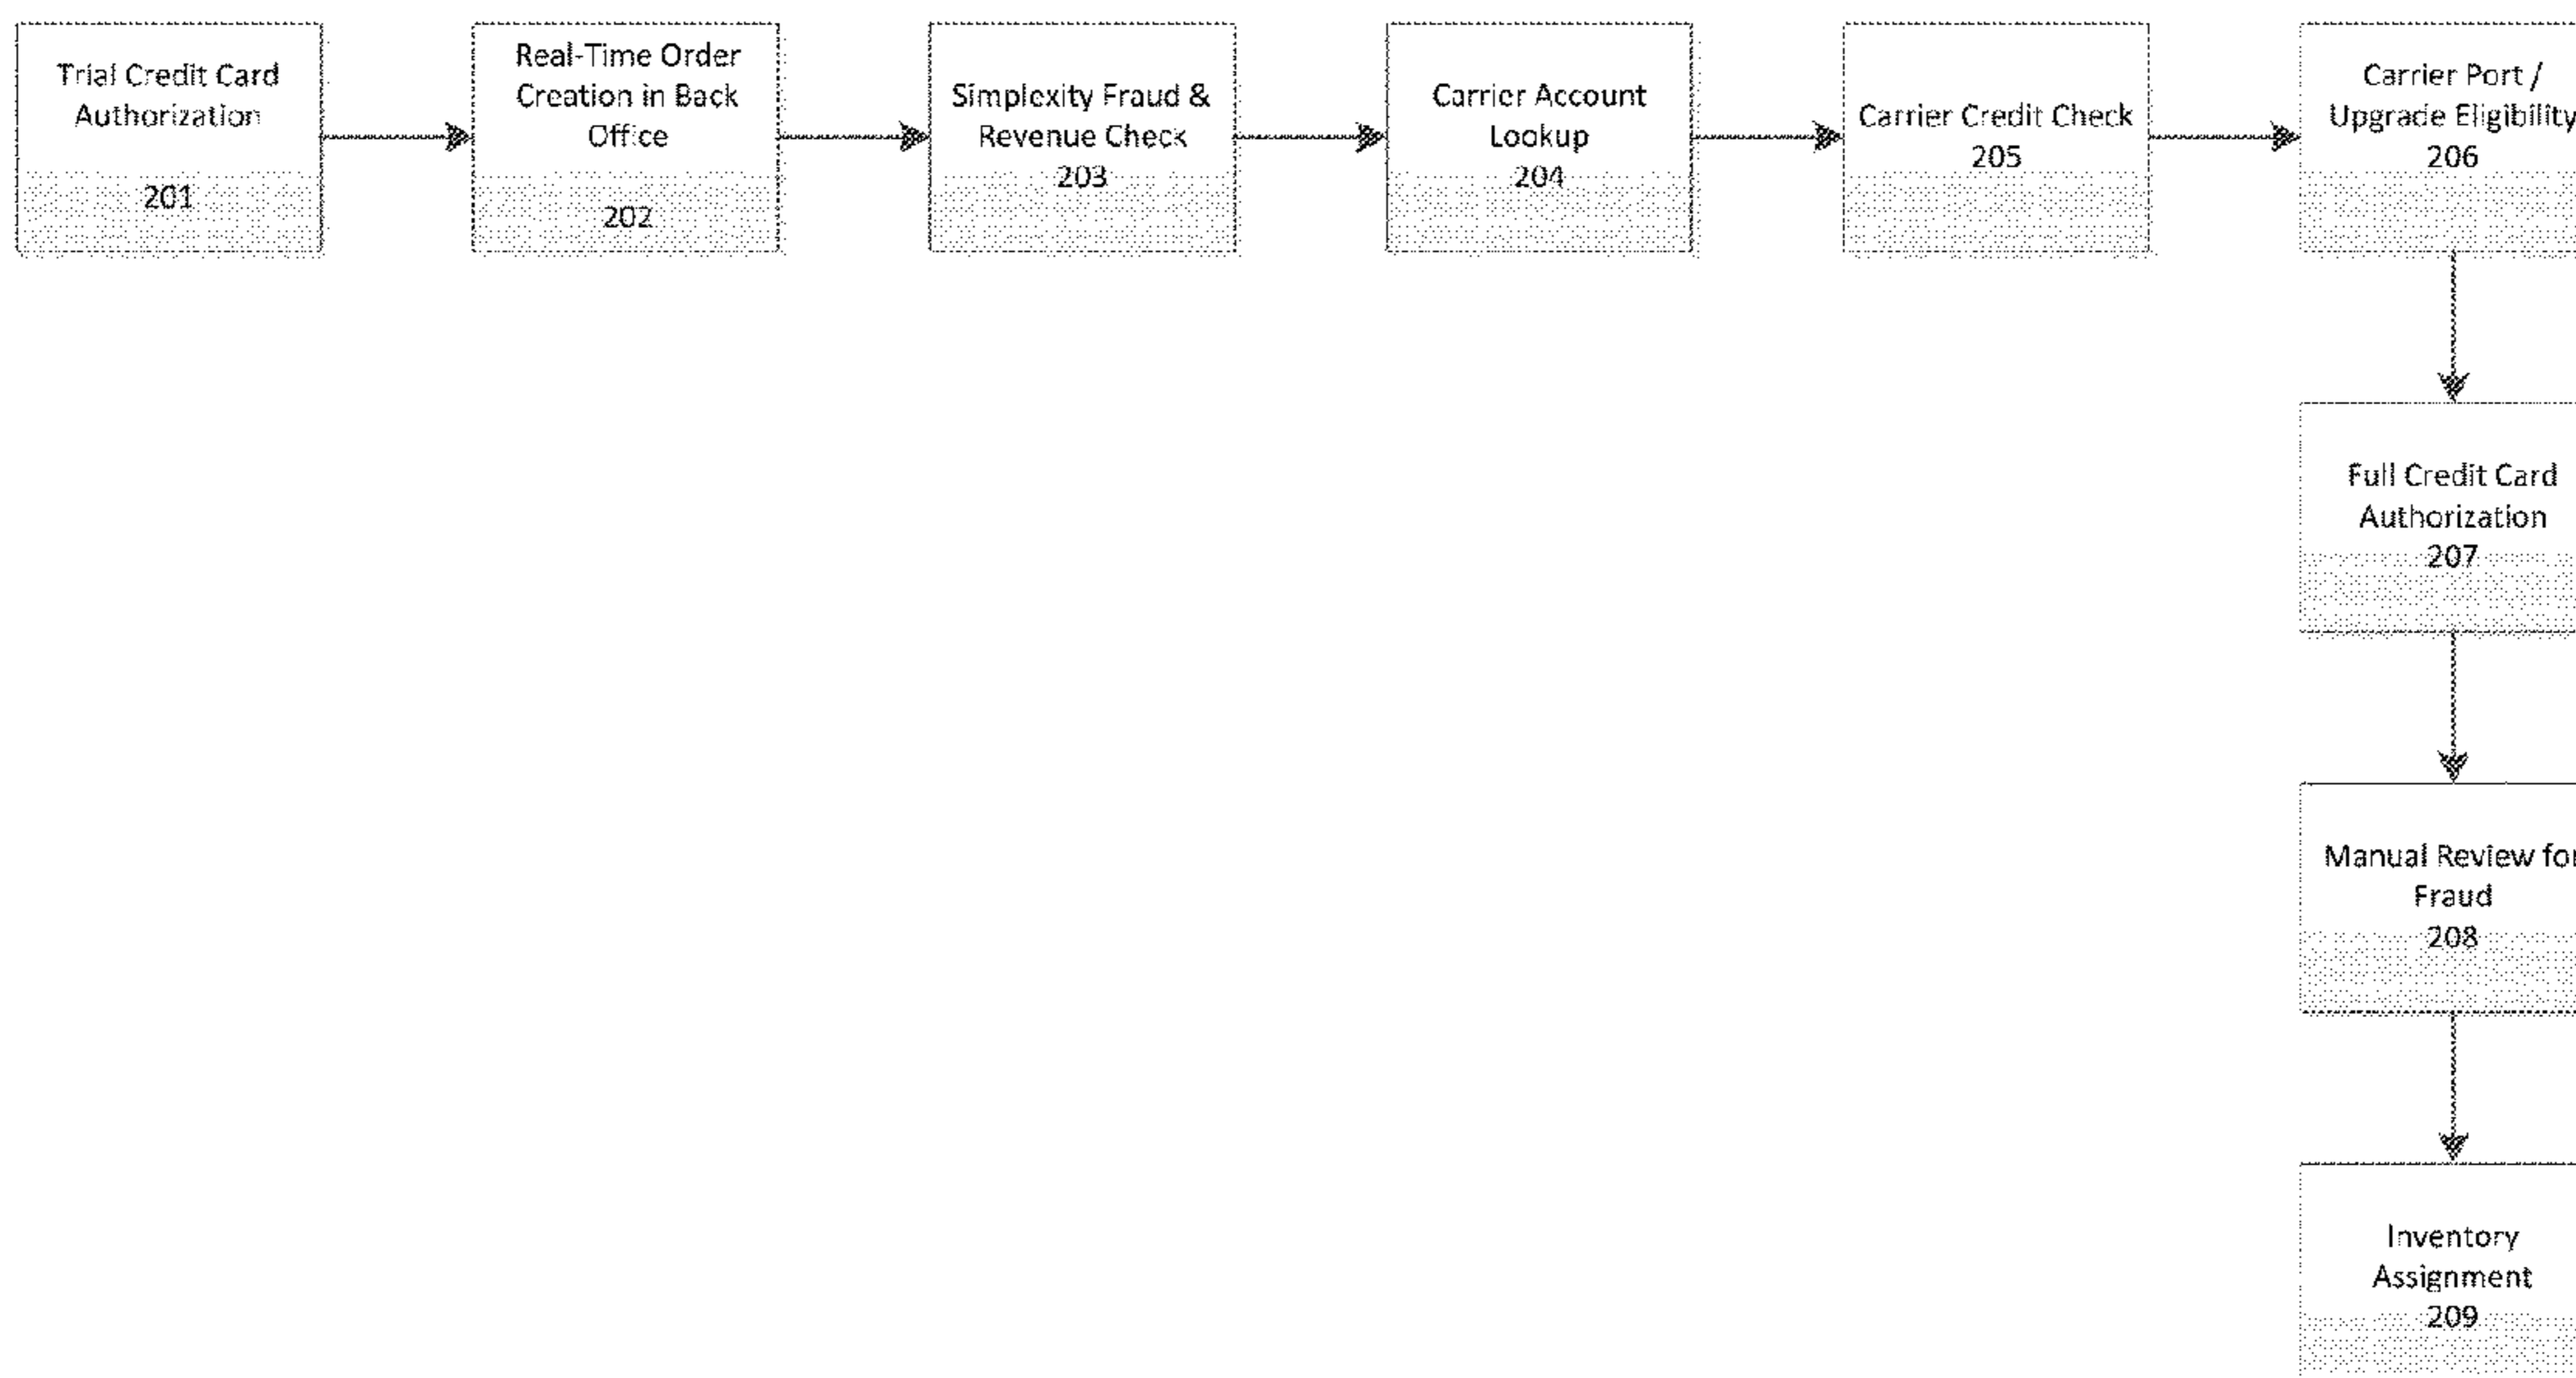 Trial Credit Card
Authorization
201
Real-Time Order
Creation in Back
Office
202
Simplexity Fraud &
Revenue Check
203
Carrier Account
Lookup
204
Carrier Credit Check
205
Carrier Port /
Upgrade Eligibility
206
Full Credit Card
Authorization
207
Manual Review for
Fraud
208
Inventory
Assignment
209